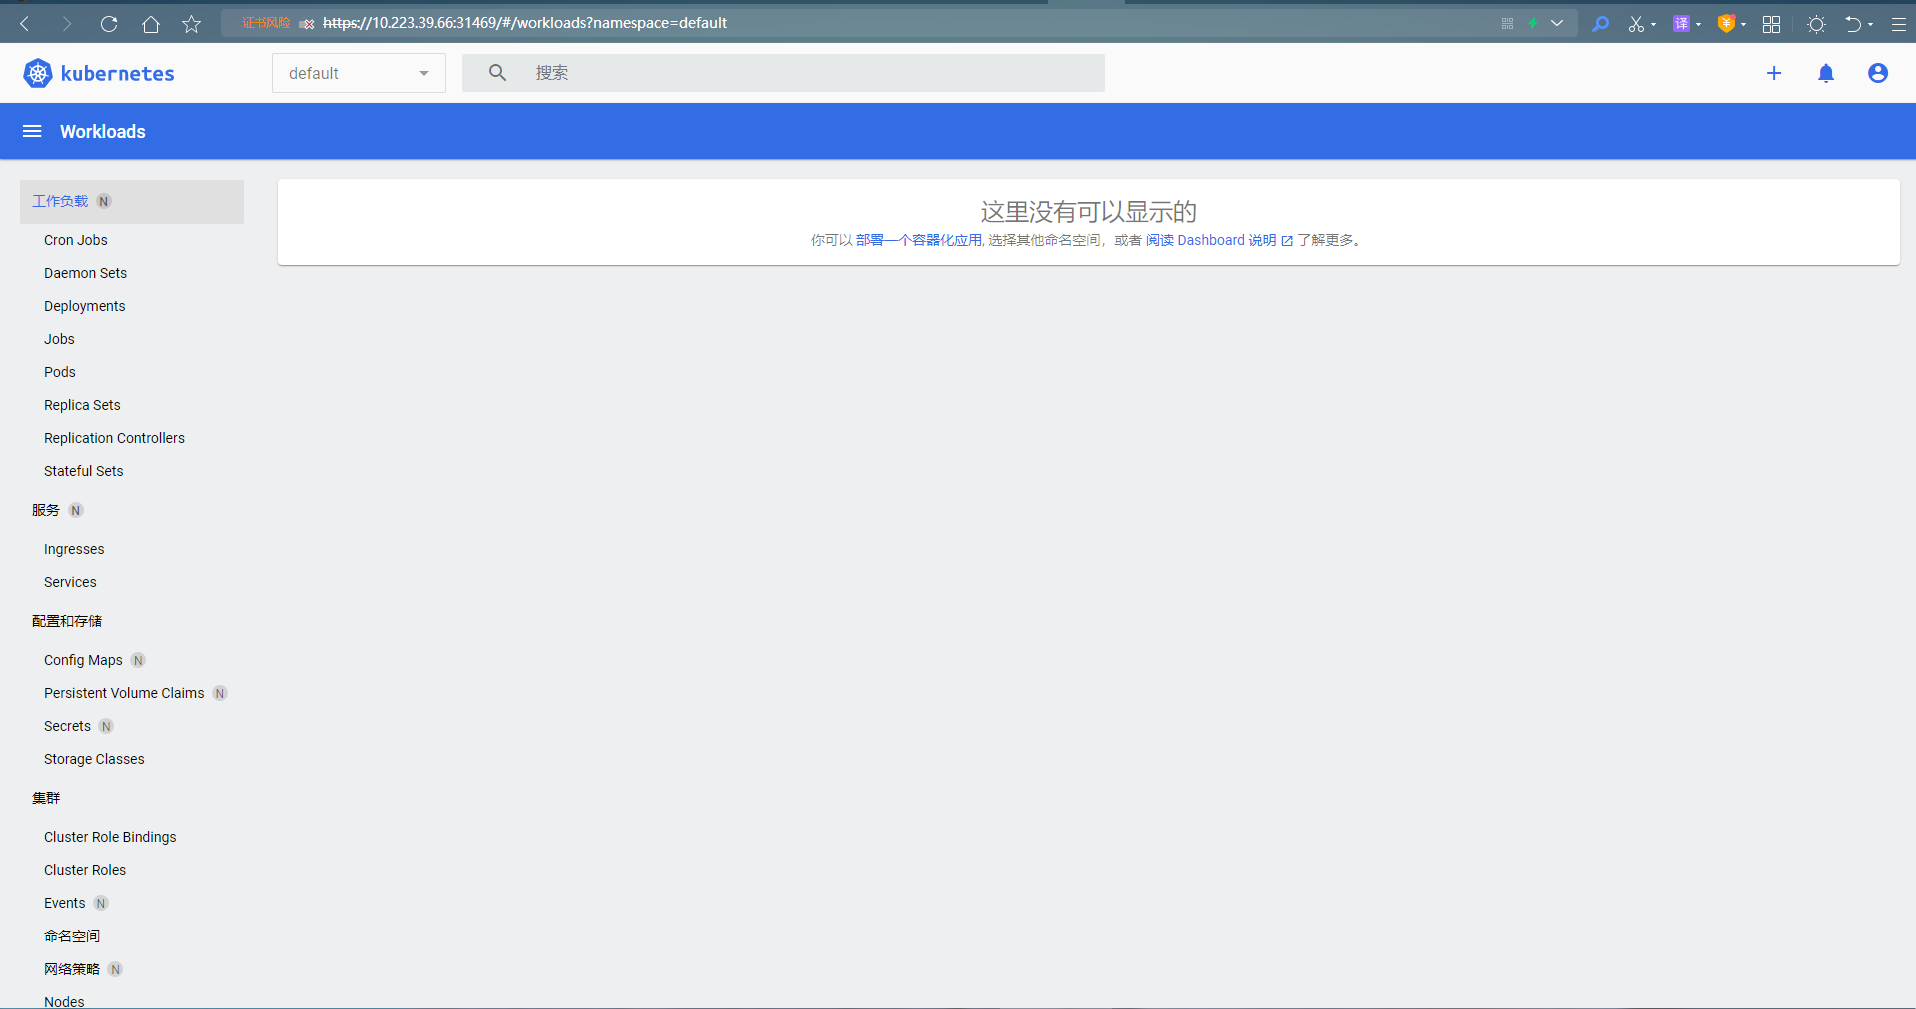 证书风险 https://10.223.39.66:31469/#/workloads?namespace=default
译
kubernetes
default
搜索
Workloads
工作负载 N
Cron Jobs
Daemon Sets
Deployments
Jobs
Pods
Replica Sets
Replication Controllers
Stateful Sets
服务 N
Ingresses
Services
配置和存储
Config Maps N
Persistent Volume Claims N
Secrets N
Storage Classes
集群
Cluster Role Bindings
Cluster Roles
Events N
命名空间
网络策略 N
Nodes
这里没有可以显示的
你可以 部署一个容器化应用, 选择其他命名空间，或者 阅读 Dashboard 说明 了解更多。